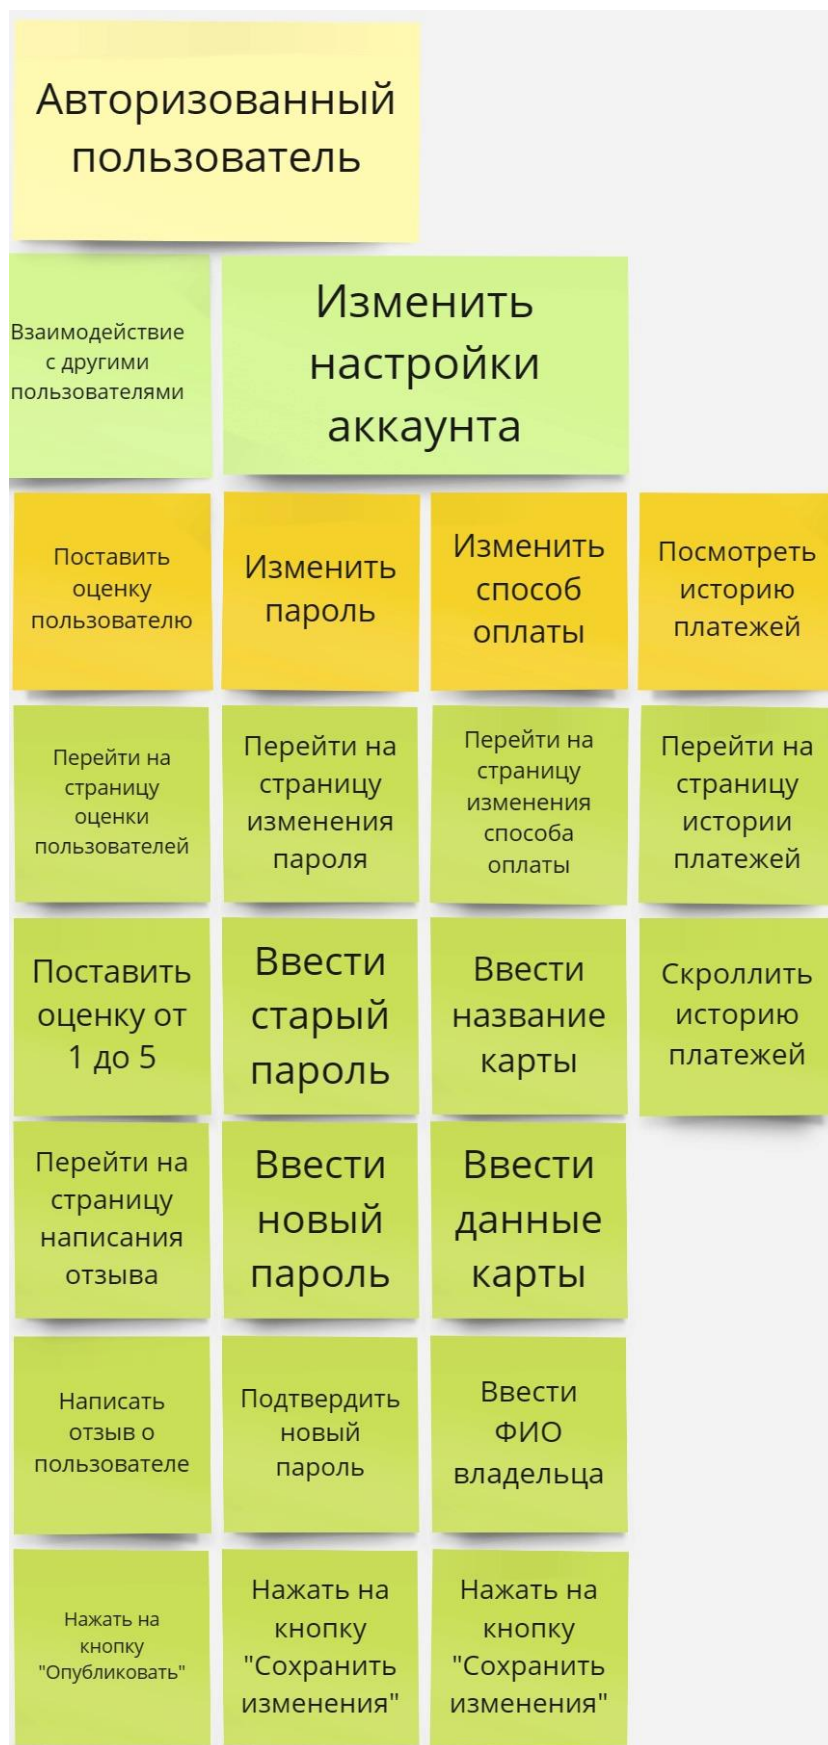 Авторизованный
пользователь
Взаимодействие
с другими
пользователями
Изменить
настройки
аккаунта
Поставить
оценку
пользователю
Изменить
пароль
Изменить
способ
оплаты
Посмотреть
историю
платежей
Перейти на
страницу
оценки
пользователей
Перейти на
страницу
изменения
пароля
Перейти на
страницу
изменения
способа
оплаты
Перейти на
страницу
истории
платежей
Поставить
оценку от
1 до 5
Ввести
старый
пароль
Ввести
название
карты
Скроллить
историю
платежей
Перейти на
страницу
написания
отзыва
Ввести
новый
пароль
Ввести
данные
карты
Написать
отзыв о
пользователе
Подтвердить
новый
пароль
Ввести
ФИО
владельца
Нажать на
кнопку
"Опубликовать"
Нажать на
кнопку
"Сохранить
изменения"
Нажать на
кнопку
"Сохранить
изменения"